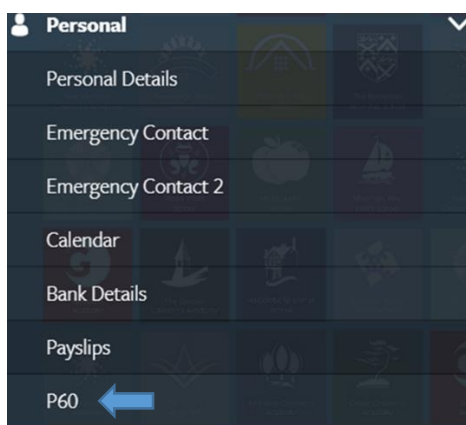 Personal
Personal Details
Emergency Contact
Emergency Contact 2
Calendar
Bank Details
Payslips
P60